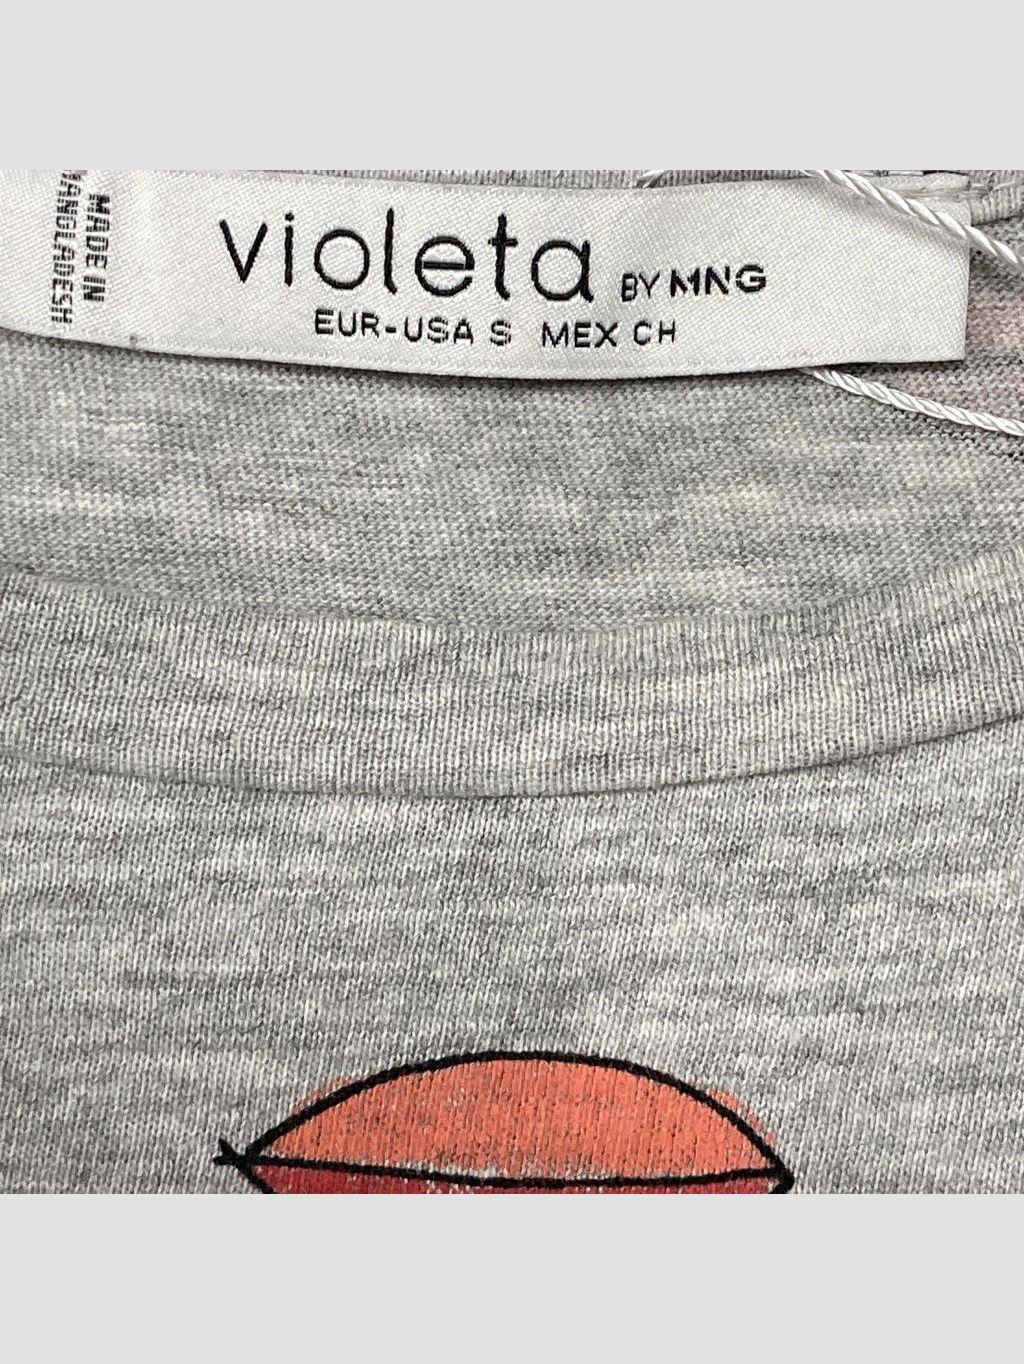 violeta BY MNG
EUR-USA S MEX CH
MADE IN
BANGLADESH